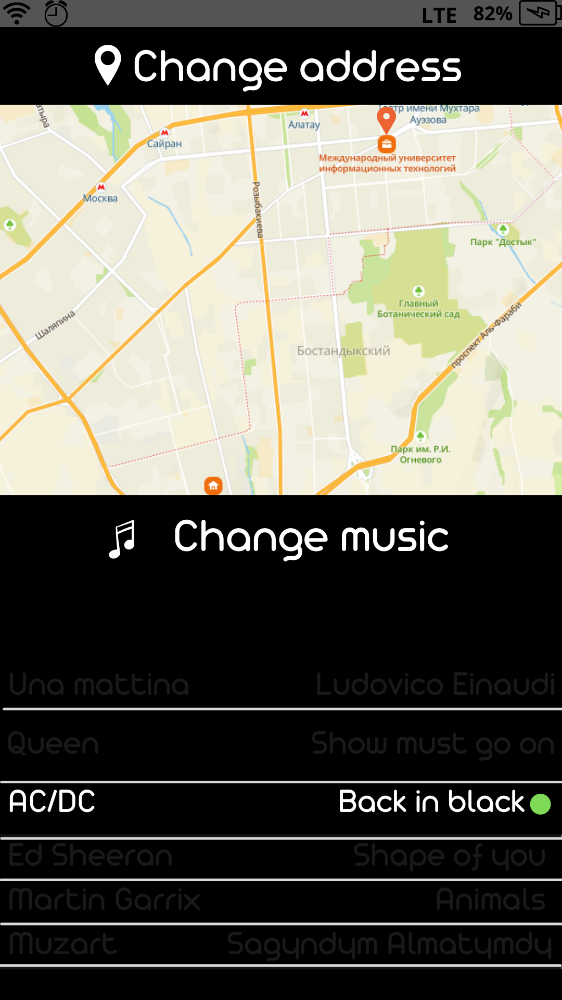 LTE 82%
Change address
атыра
Театр имени Мухтара
Ауэзова
Алатау
Сайран
Международный университет
информационных технологий
Москва
Розыбакиева
Парк "Достык"
Главный
Ботанический сад
Шаляпина
проспект Аль-Фараби
Бостандыкский
Парк им. Р.И.
Огневого
Change music
Una mattina Ludovico Einaudi
Queen Show must go on
AC/DC Back in black
Ed Sheeran Shape of you
Martin Garrix Animals
Muzart Sagyndym Almatymdy